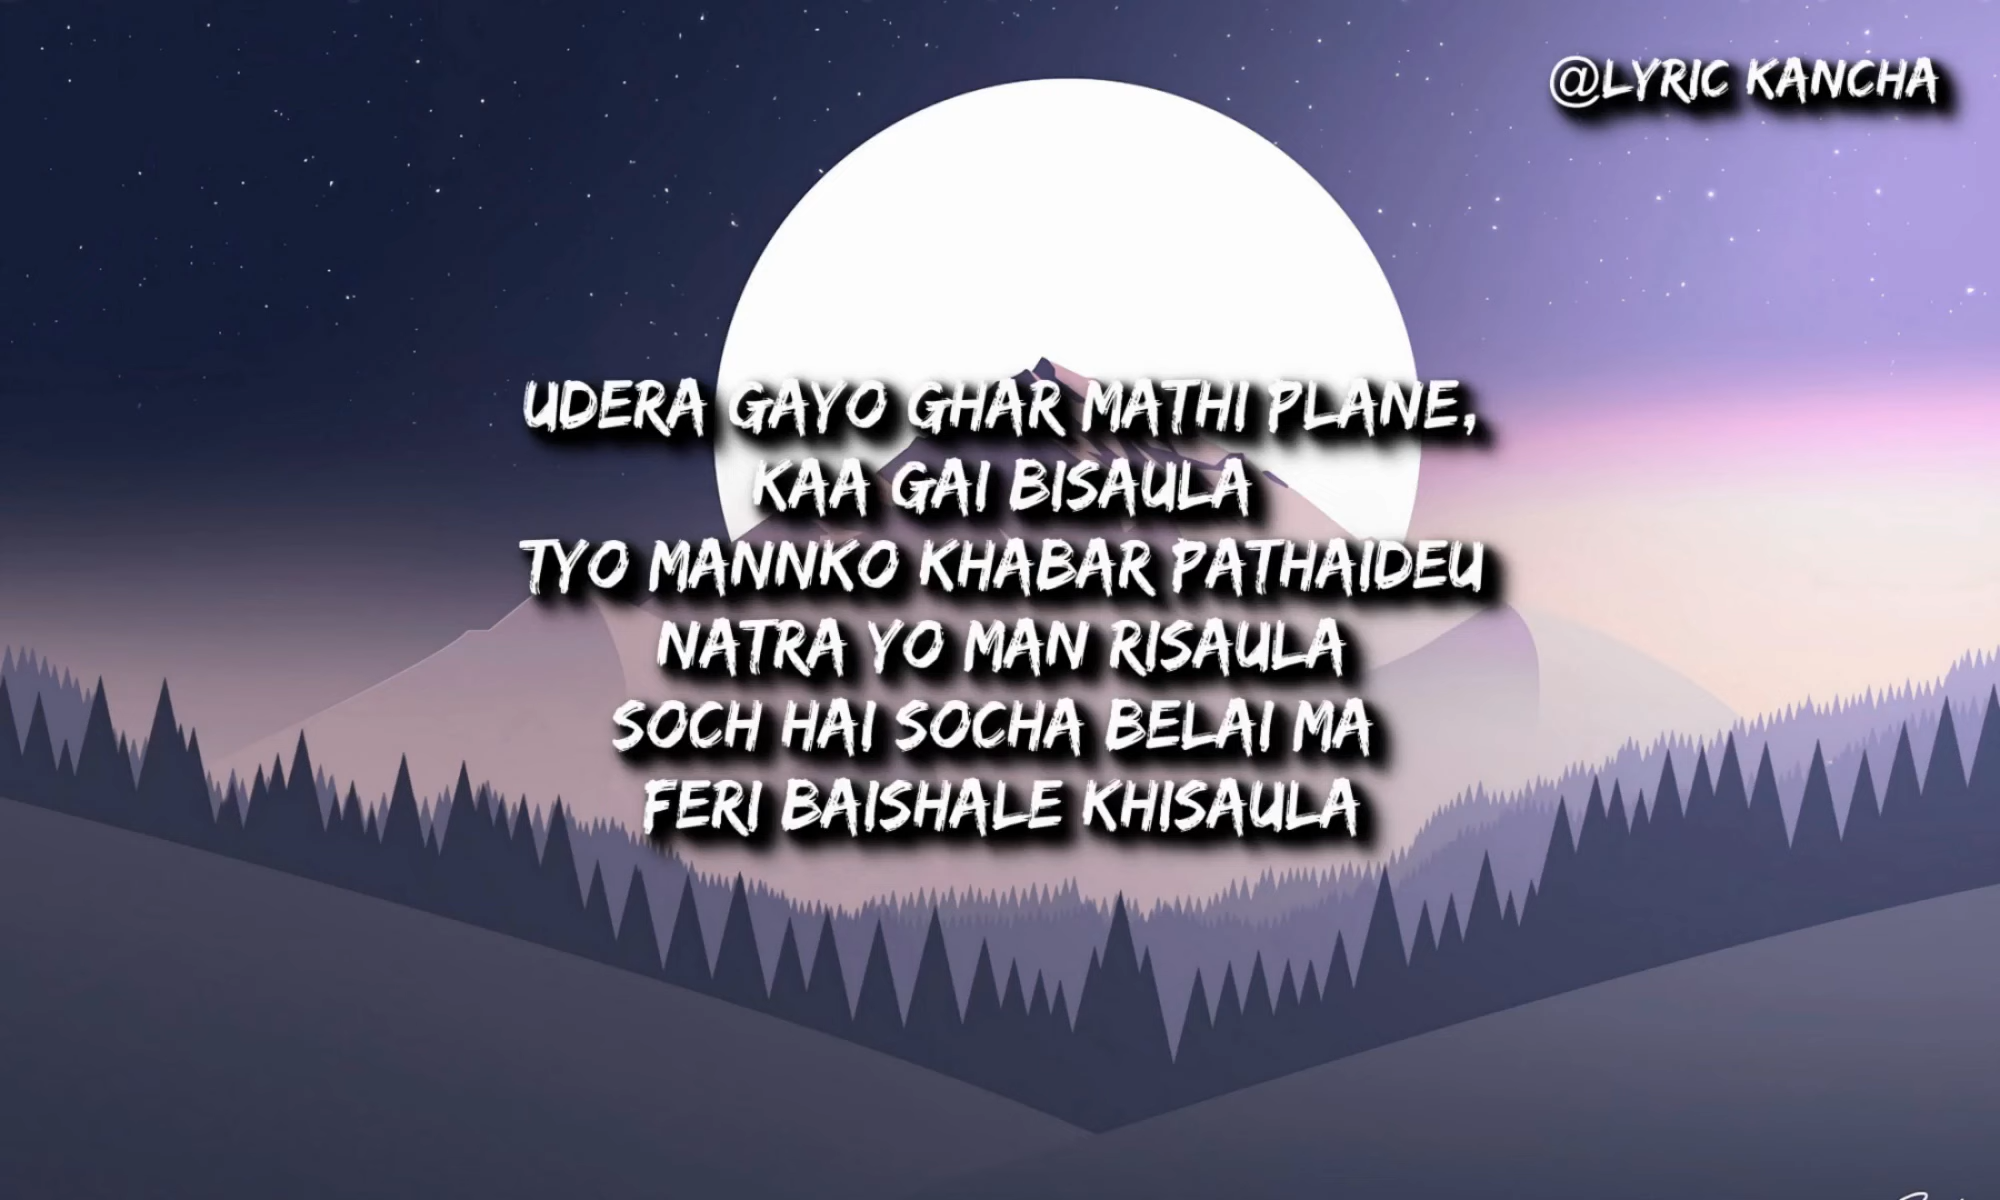 @LYRIC KANCHA
UDERA GAYO GHAR MATHI PLANE,
KAA GAI BISAULA
TYO MANNKO KHABAR PATHAIDEU
NATRA YO MAN RISAULA
SOCH HAI SOCHA BELAI MA
FERI BAISHALE KHISAULA